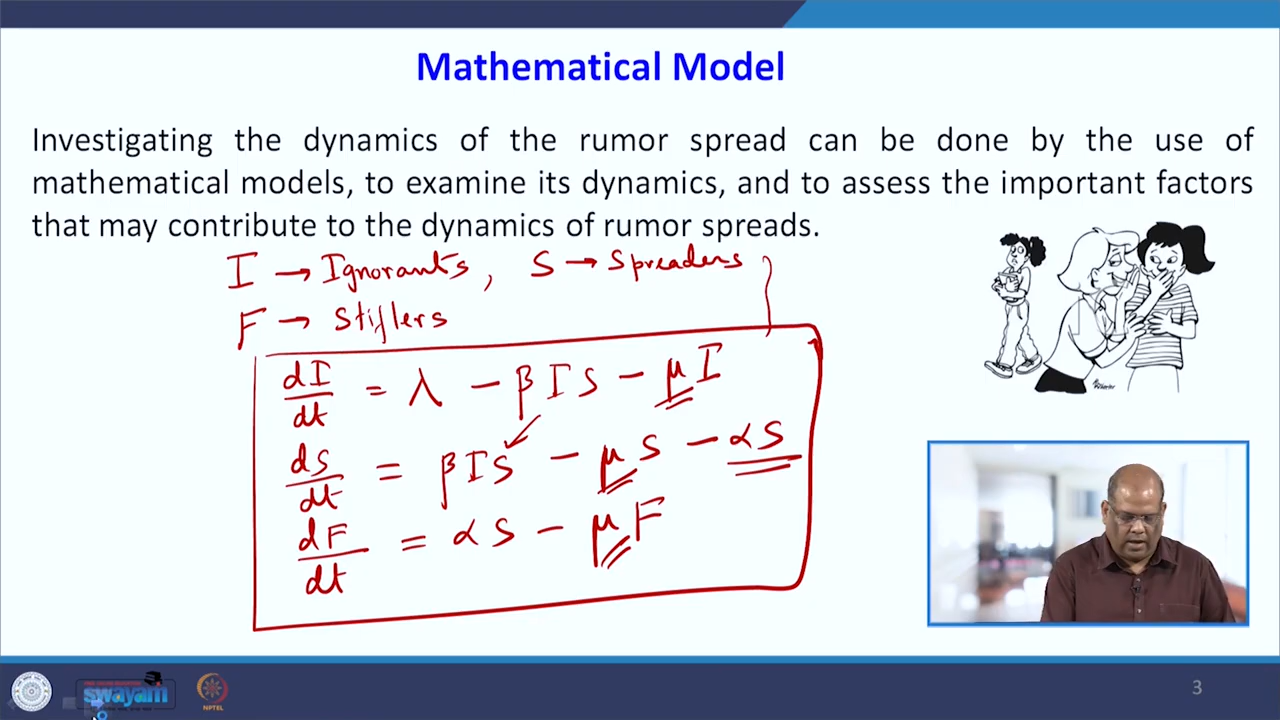 Mathematical Model
Investigating the dynamics of the rumor spread can be done by the use of
mathematical models, to examine its dynamics, and to assess the important factors
that may contribute to the dynamics of rumor spreads.
I → Ignorants, S → Spreaders
F → Stiflers
dI/dt = λ - βIS - μI
dS/dt = βIS - μS - αS
dF/dt = αS - μF
swayam
NPTEL
3